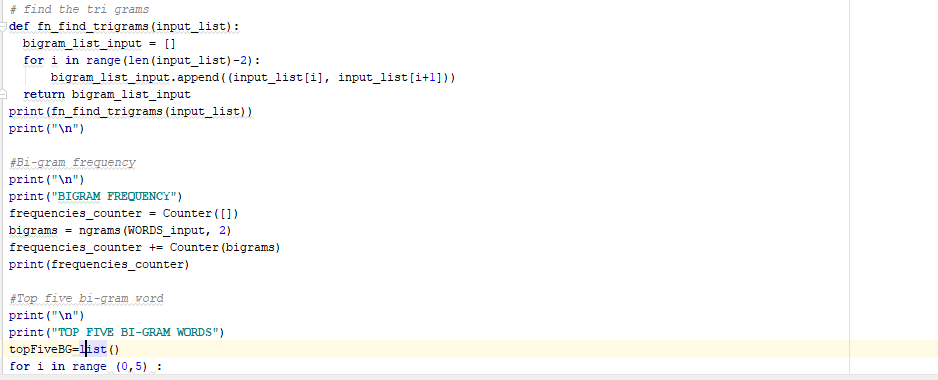 # find the tri grams
def fn_find_trigrams(input_list):
  bigram_list_input = []
  for i in range(len(input_list)-2):
      bigram_list_input.append((input_list[i], input_list[i+1]))
  return bigram_list_input
print(fn_find_trigrams(input_list))
print("\n")

#Bi-gram frequency
print("\n")
print("BIGRAM FREQUENCY")
frequencies_counter = Counter([])
bigrams = ngrams(WORDS_input, 2)
frequencies_counter += Counter(bigrams)
print(frequencies_counter)

#Top five bi-gram word
print("\n")
print("TOP FIVE BI-GRAM WORDS")
topFiveBG=list()
for i in range (0,5) :